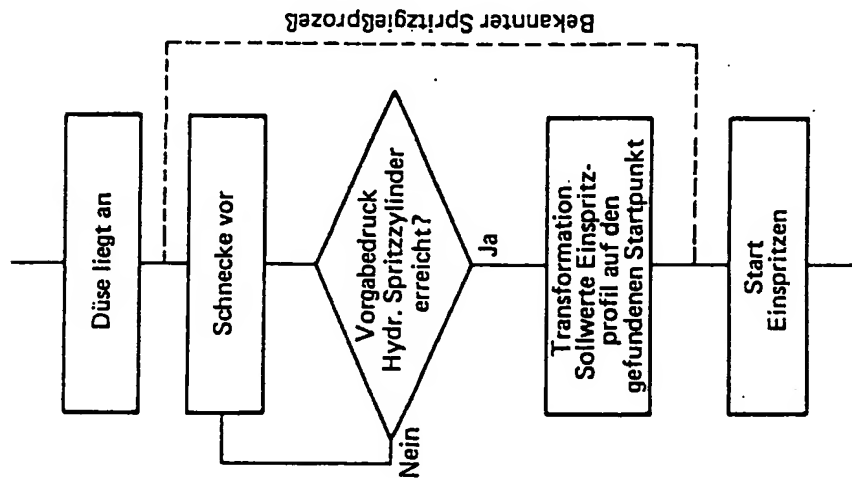 Düse liegt an
Schnecke vor
Vorgabedruck
Hydr. Spritzzylinder
erreicht?
Nein
Ja
Transformation
Sollwerte Einspritz-
profil auf den
gefundenen Startpunkt
Start
Einspritzen
Bekannter Spritzgießprozeß